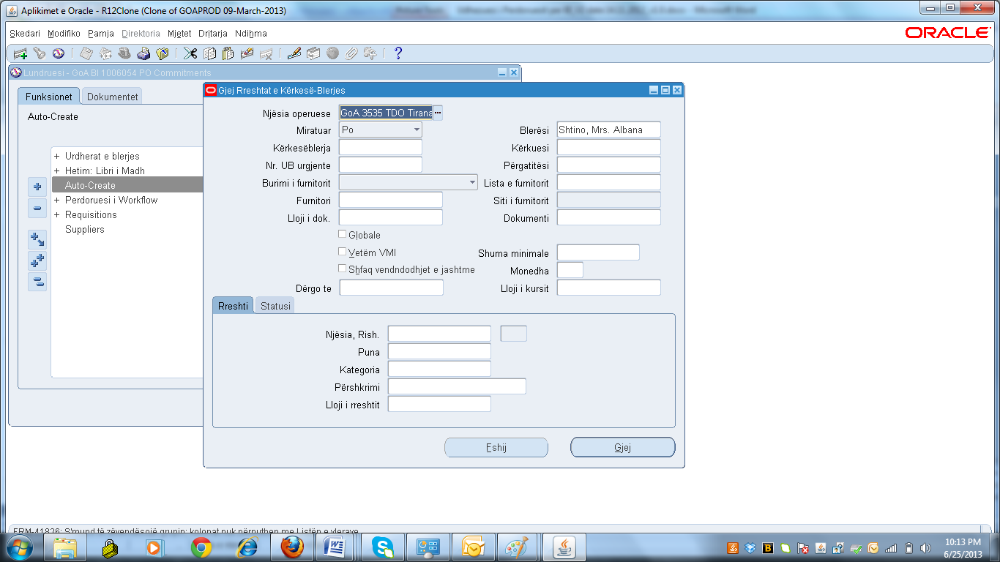 Aplikimet e Oracle - R12Clone (Clone of GOAPROD 09-March-2013)
Skedari Modifiko Pamja Direktoria Mjetet Dritarja Ndihma
ORACLE
Lundruesi - GoA BI 1006054 PO Commitments
Funksionet Dokumentet
Auto-Create
+ Urdherat e blerjes
+ Hetim: Libri i Madh
Auto-Create
+ Perdoruesi i Workflow
+ Requisitions
Suppliers
Gjej Rreshtat e Kërkesë-Blerjes
Njësia operuese GoA 3535 TDO Tirana
Miratuar Po Blerësi Shtino, Mrs. Albana
Kërkesëblerja Kërkuesi
Nr. UB urgjente Përgatitësi
Burimi i furnitorit Lista e furnitorit
Furnitori Siti i furnitorit
Lloji i dok. Dokumenti
Globale
Vetëm VMI Shuma minimale
Shfaq vendndodhjet e jashtme Monedha
Dërgo te Lloji i kursit
Rreshti Statusi
Njësia, Rish.
Puna
Kategoria
Përshkrimi
Lloji i rreshtit
Fshij Gjej
FRM-41826: S'mund të zëvendësojë grupin; kolonat nuk përputhen me Listën e vlerave
10:13 PM
6/25/2013